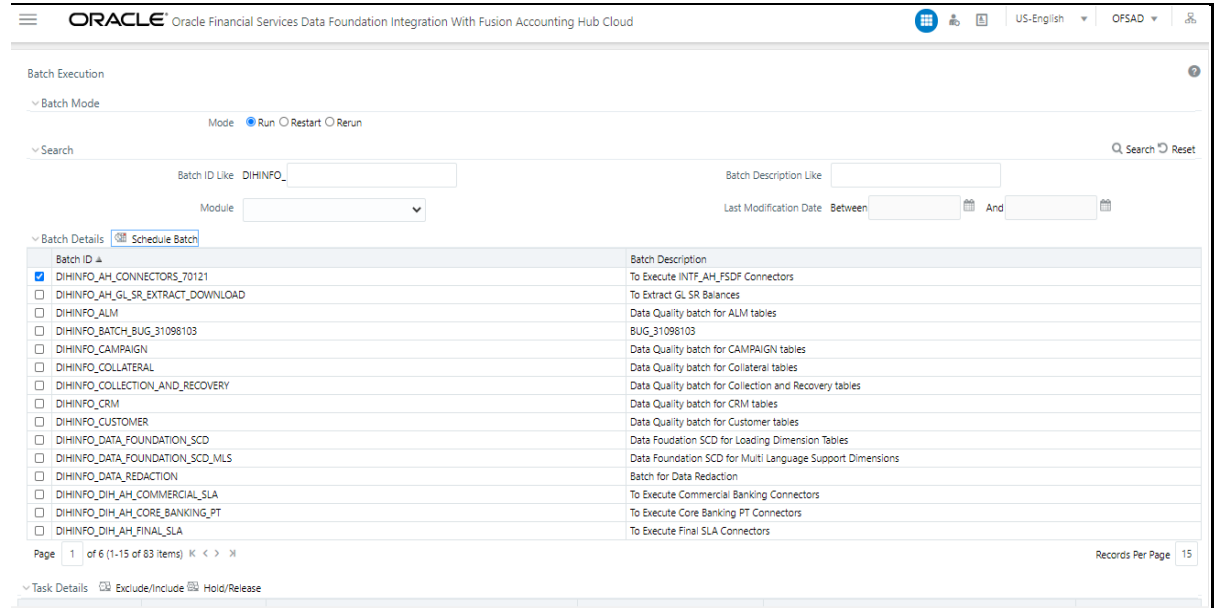 ORACLE® Oracle Financial Services Data Foundation Integration With Fusion Accounting Hub Cloud US-English OFSAD
Batch Execution
Batch Mode
Mode Run Restart Rerun
Search Search Reset
Batch ID Like DIHINFO_ Batch Description Like
Module Last Modification Date Between And
Batch Details Schedule Batch
Batch ID Batch Description
DIHINFO_AH_CONNECTORS_70121 To Execute INTF_AH_FSDF Connectors
DIHINFO_AH_GL_SR_EXTRACT_DOWNLOAD To Extract GL SR Balances
DIHINFO_ALM Data Quality batch for ALM tables
DIHINFO_BATCH_BUG_31098103 BUG_31098103
DIHINFO_CAMPAIGN Data Quality batch for CAMPAIGN tables
DIHINFO_COLLATERAL Data Quality batch for Collateral tables
DIHINFO_COLLECTION_AND_RECOVERY Data Quality batch for Collection and Recovery tables
DIHINFO_CRM Data Quality batch for CRM tables
DIHINFO_CUSTOMER Data Quality batch for Customer tables
DIHINFO_DATA_FOUNDATION_SCD Data Foudation SCD for Loading Dimension Tables
DIHINFO_DATA_FOUNDATION_SCD_MLS Data Foundation SCD for Multi Language Support Dimensions
DIHINFO_DATA_REDACTION Batch for Data Redaction
DIHINFO_DIH_AH_COMMERCIAL_SLA To Execute Commercial Banking Connectors
DIHINFO_DIH_AH_CORE_BANKING_PT To Execute Core Banking PT Connectors
DIHINFO_DIH_AH_FINAL_SLA To Execute Final SLA Connectors
Page 1 of 6 (1-15 of 83 items) Records Per Page 15
Task Details Exclude/Include Hold/Release